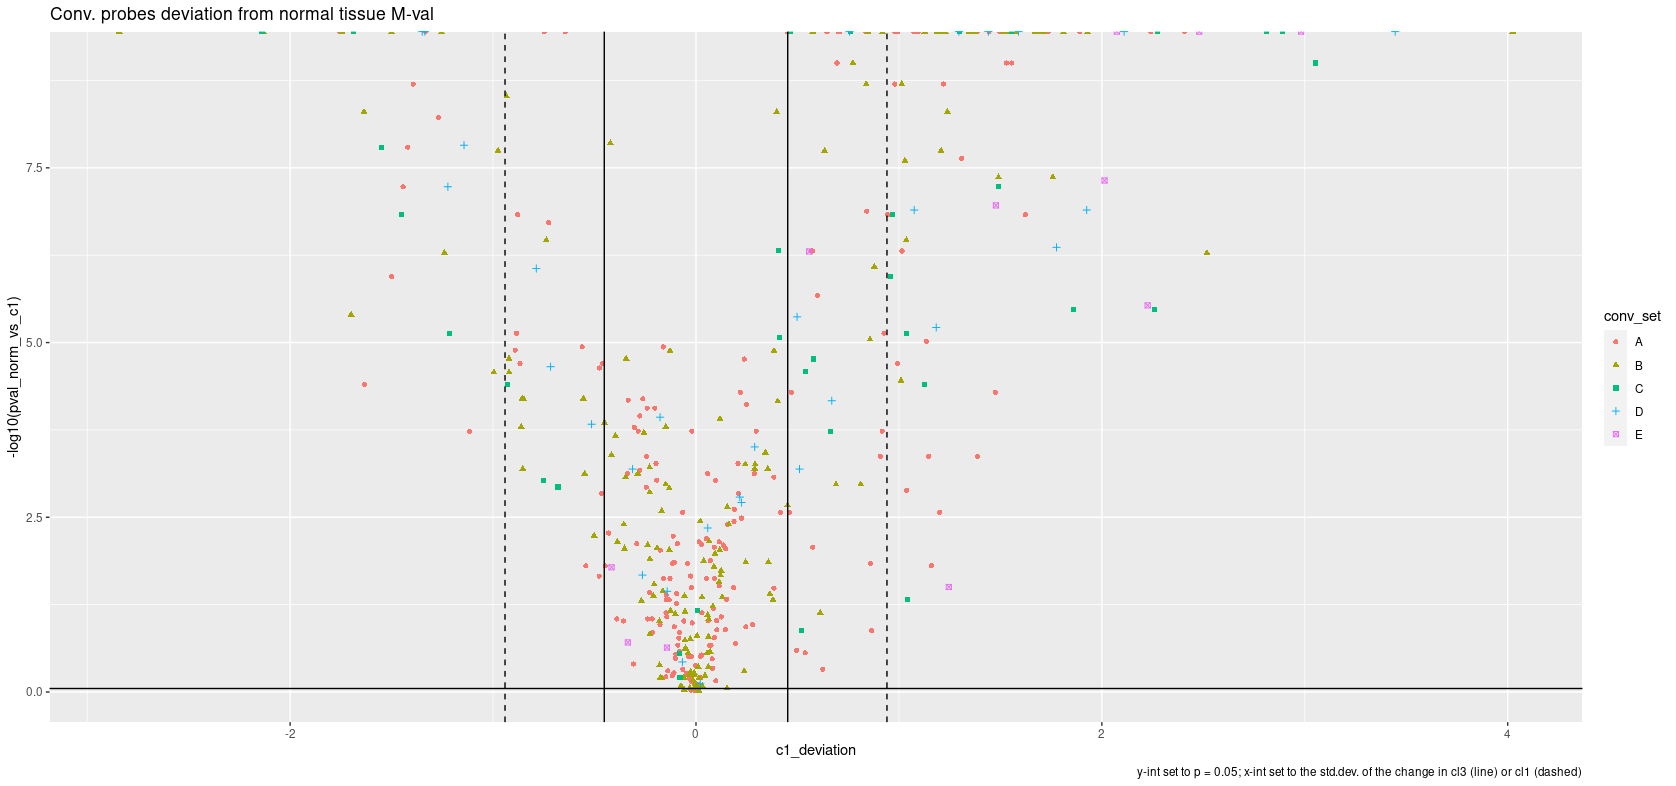 Conv. probes deviation from normal tissue M-val
-log10(pval_norm_vs_c1)
7.5
5.0
2.5
0.0
-2
0
2
4
c1_deviation
conv_set
A
B
C
D
E
y-int set to p = 0.05; x-int set to the std.dev. of the change in cl3 (line) or cl1 (dashed)